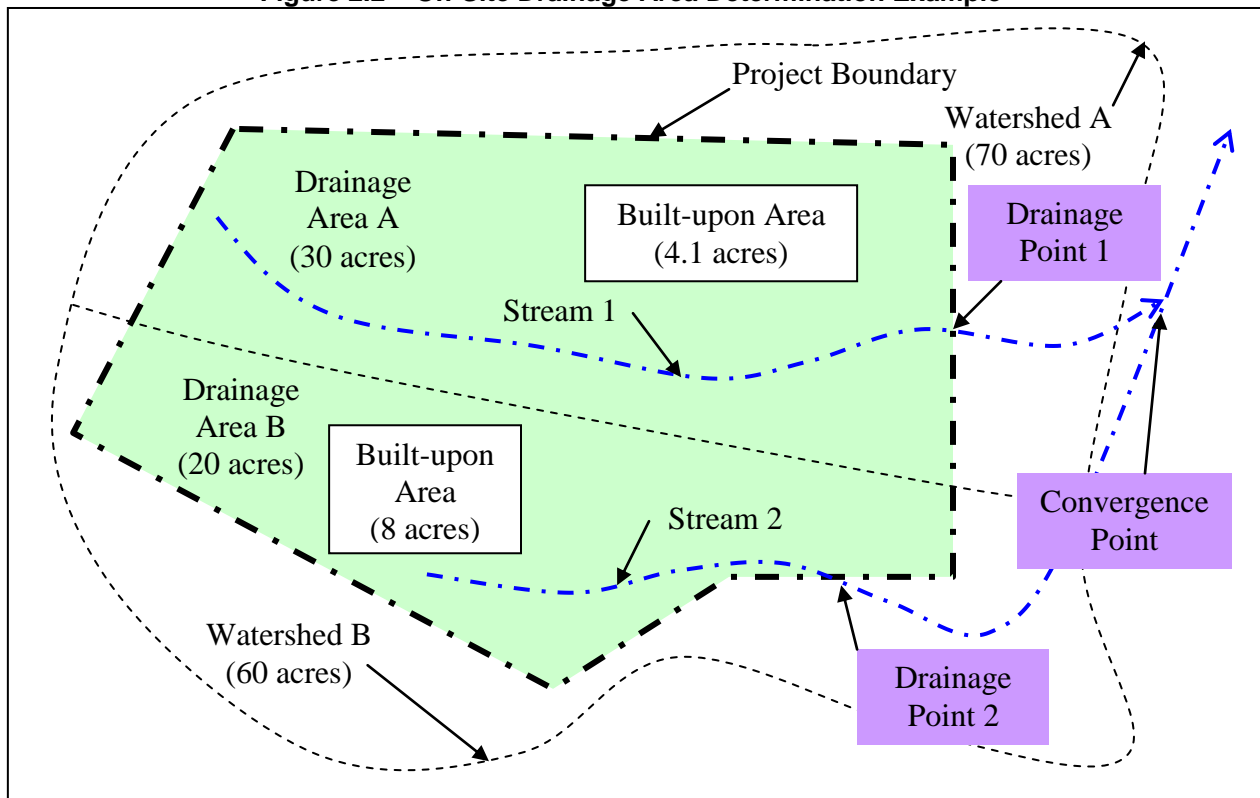 Project Boundary
Watershed A
(70 acres)
Drainage
Area A
(30 acres)
Built-upon Area
(4.1 acres)
Drainage
Point 1
Stream 1
Drainage
Area B
(20 acres)
Built-upon
Area
(8 acres)
Stream 2
Convergence
Point
Watershed B
(60 acres)
Drainage
Point 2